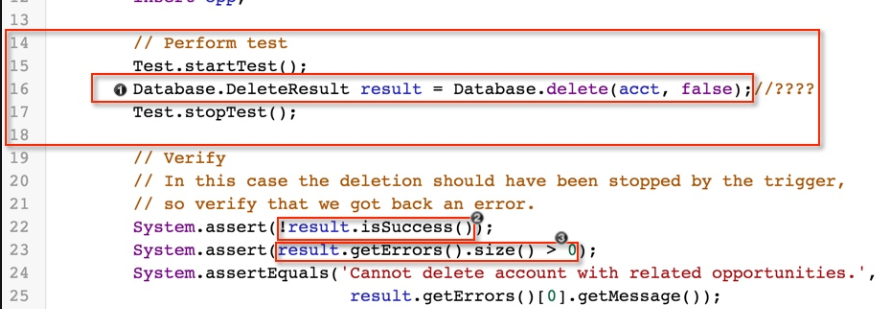 12 insert opp;
13
14 // Perform test
15 Test.startTest();
16 1 Database.DeleteResult result = Database.delete(acct, false);//????
17 Test.stopTest();
18
19 // Verify
20 // In this case the deletion should have been stopped by the trigger,
21 // so verify that we got back an error.
22 System.assert(!result.isSuccess()2);
23 System.assert(result.getErrors().size() > 30);
24 System.assertEquals('Cannot delete account with related opportunities.',
25 result.getErrors()[0].getMessage());